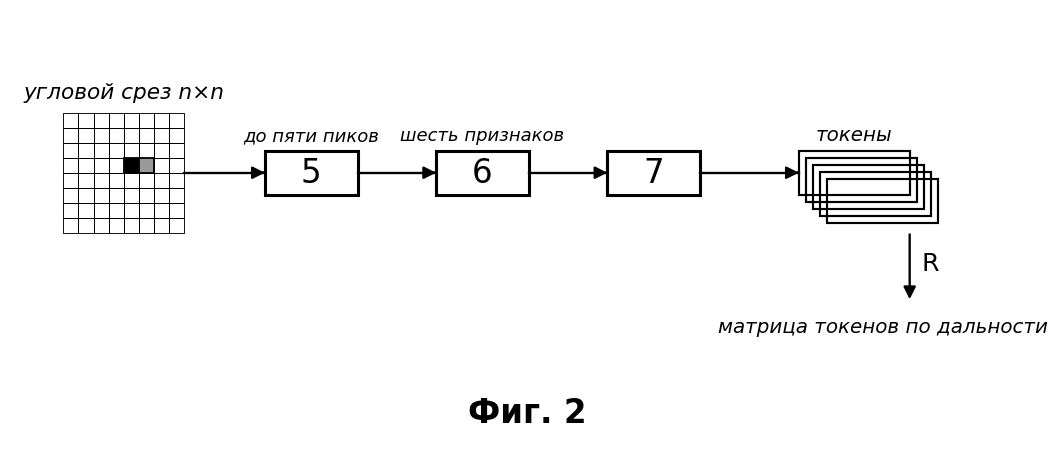 угловой срез n×n
до пяти пиков
шесть признаков
токены
5
6
7
R
матрица токенов по дальности
Фиг. 2